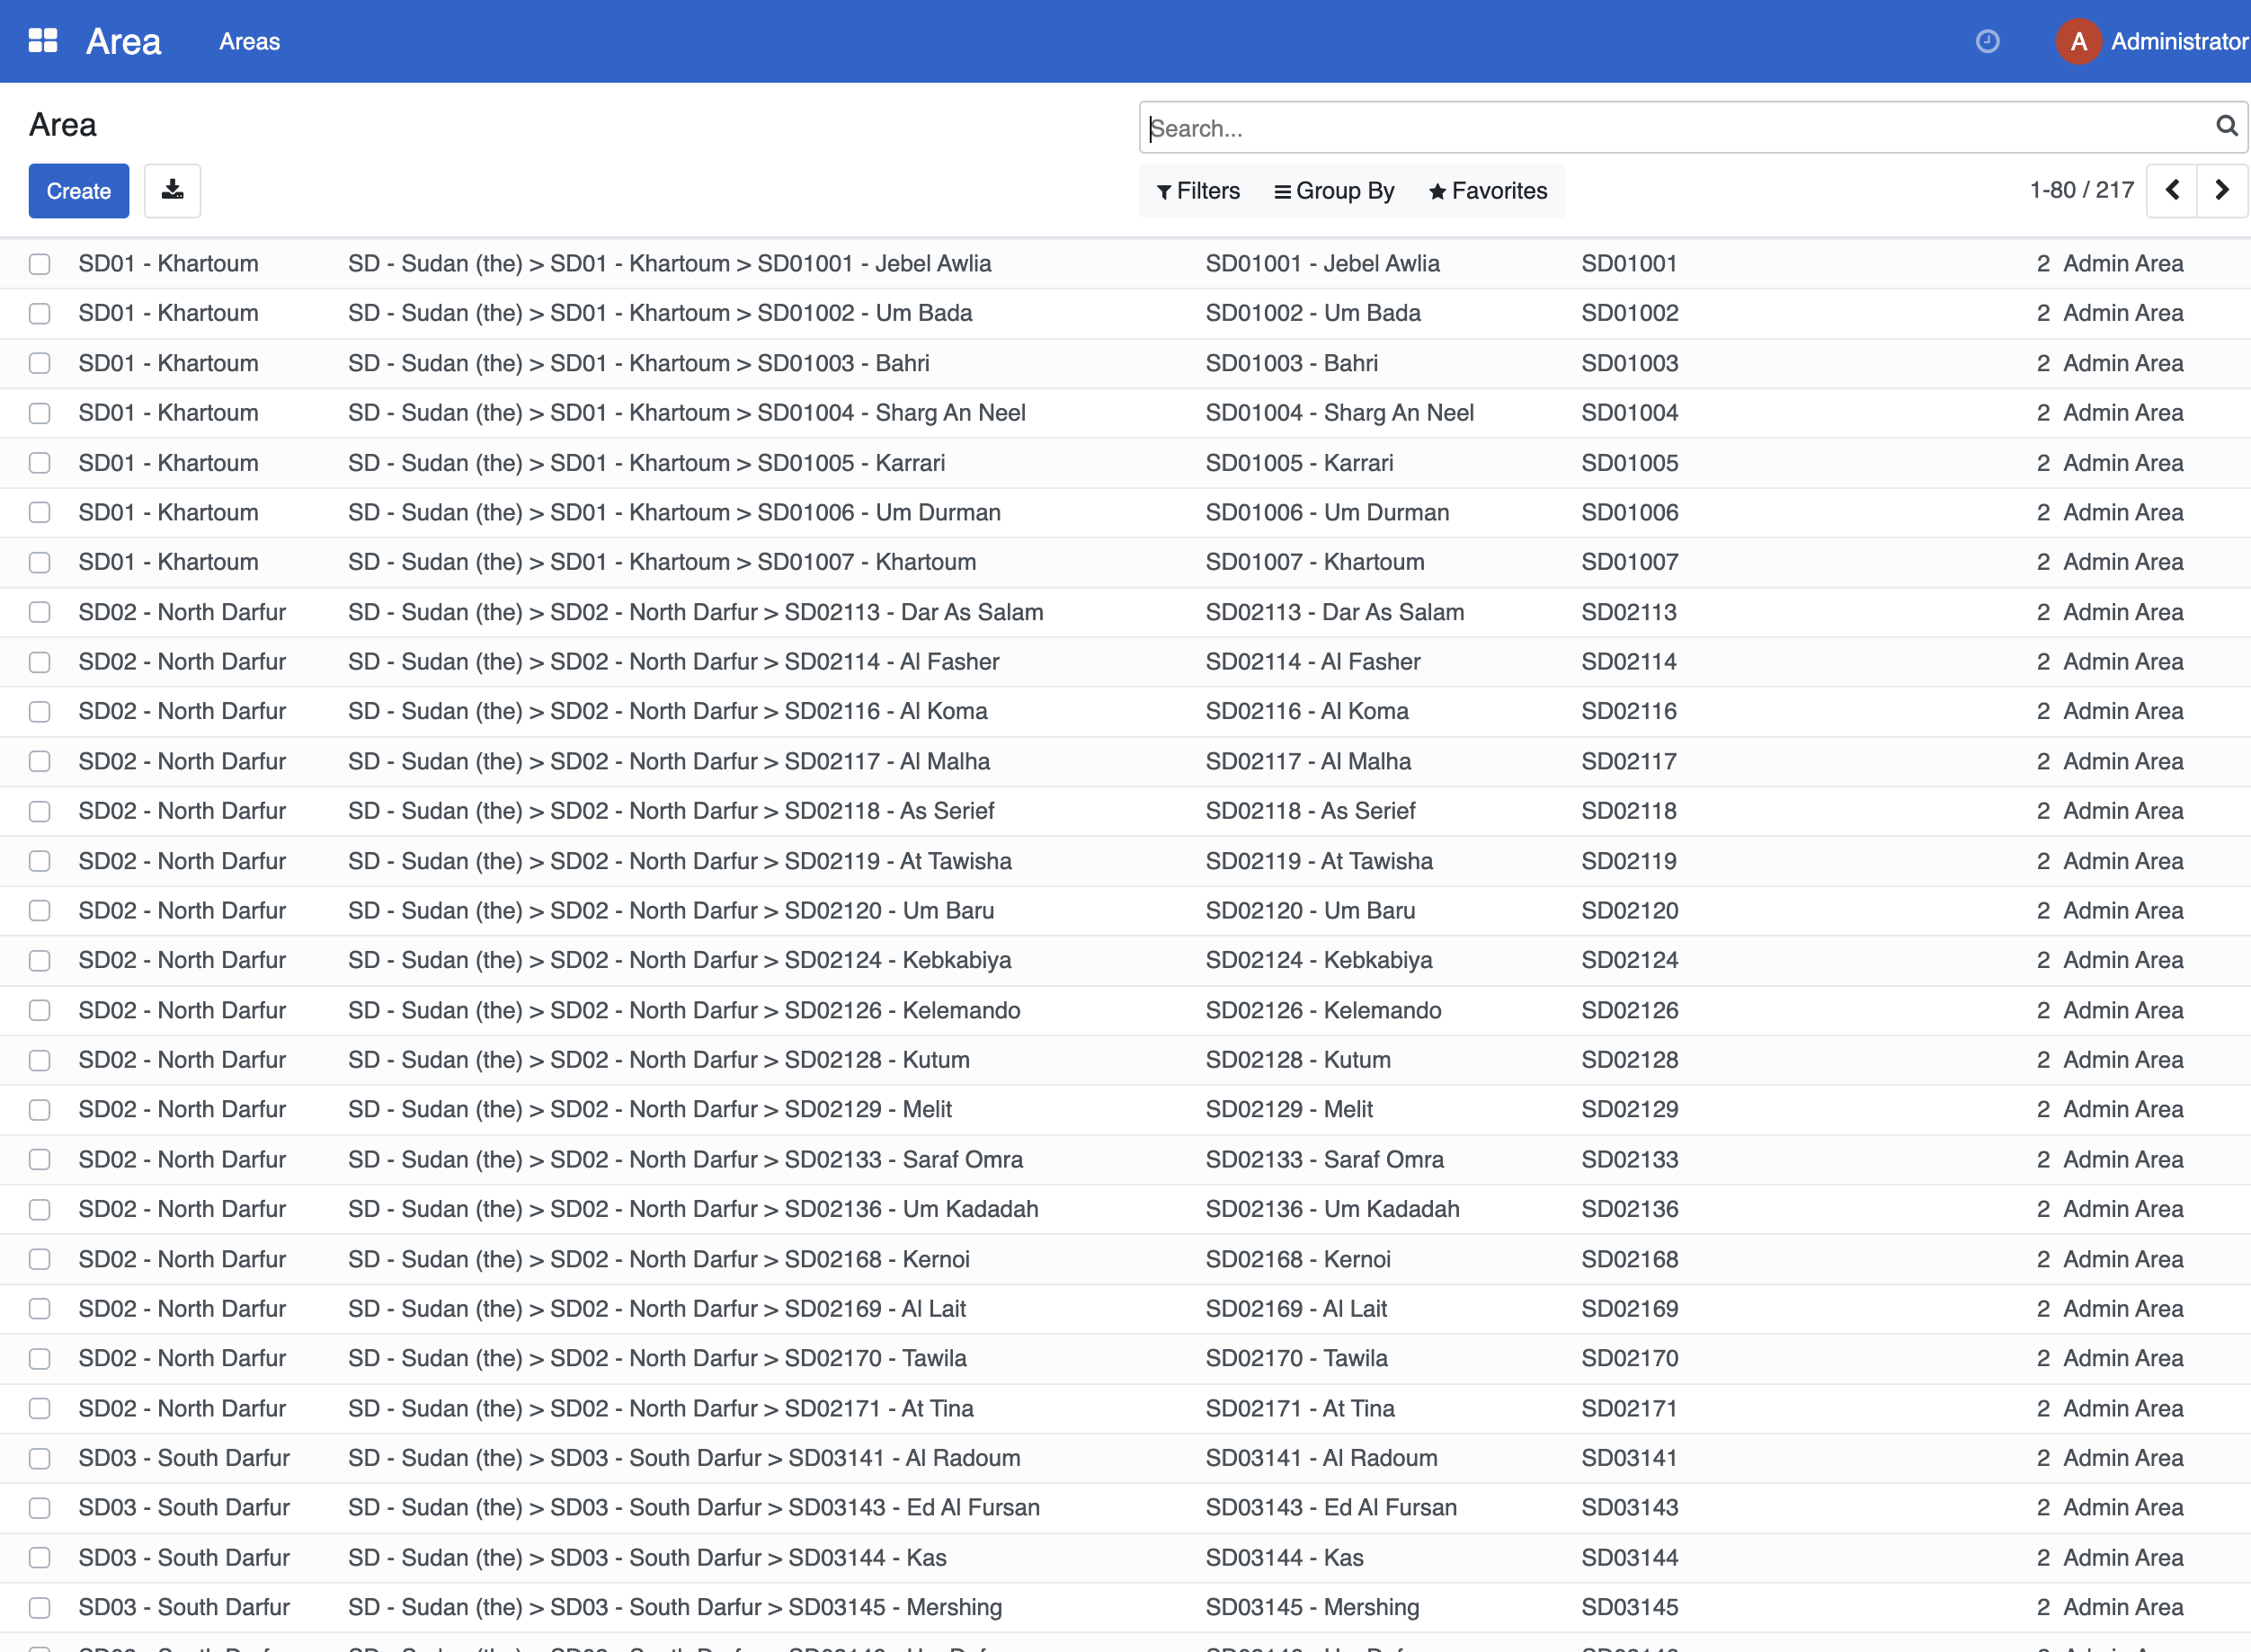 Area Areas A Administrator
Area
Search...
Create Filters Group By Favorites 1-80 / 217
SD01 - Khartoum SD - Sudan (the) > SD01 - Khartoum > SD01001 - Jebel Awlia SD01001 - Jebel Awlia SD01001 2 Admin Area
SD01 - Khartoum SD - Sudan (the) > SD01 - Khartoum > SD01002 - Um Bada SD01002 - Um Bada SD01002 2 Admin Area
SD01 - Khartoum SD - Sudan (the) > SD01 - Khartoum > SD01003 - Bahri SD01003 - Bahri SD01003 2 Admin Area
SD01 - Khartoum SD - Sudan (the) > SD01 - Khartoum > SD01004 - Sharg An Neel SD01004 - Sharg An Neel SD01004 2 Admin Area
SD01 - Khartoum SD - Sudan (the) > SD01 - Khartoum > SD01005 - Karrari SD01005 - Karrari SD01005 2 Admin Area
SD01 - Khartoum SD - Sudan (the) > SD01 - Khartoum > SD01006 - Um Durman SD01006 - Um Durman SD01006 2 Admin Area
SD01 - Khartoum SD - Sudan (the) > SD01 - Khartoum > SD01007 - Khartoum SD01007 - Khartoum SD01007 2 Admin Area
SD02 - North Darfur SD - Sudan (the) > SD02 - North Darfur > SD02113 - Dar As Salam SD02113 - Dar As Salam SD02113 2 Admin Area
SD02 - North Darfur SD - Sudan (the) > SD02 - North Darfur > SD02114 - Al Fasher SD02114 - Al Fasher SD02114 2 Admin Area
SD02 - North Darfur SD - Sudan (the) > SD02 - North Darfur > SD02116 - Al Koma SD02116 - Al Koma SD02116 2 Admin Area
SD02 - North Darfur SD - Sudan (the) > SD02 - North Darfur > SD02117 - Al Malha SD02117 - Al Malha SD02117 2 Admin Area
SD02 - North Darfur SD - Sudan (the) > SD02 - North Darfur > SD02118 - As Serief SD02118 - As Serief SD02118 2 Admin Area
SD02 - North Darfur SD - Sudan (the) > SD02 - North Darfur > SD02119 - At Tawisha SD02119 - At Tawisha SD02119 2 Admin Area
SD02 - North Darfur SD - Sudan (the) > SD02 - North Darfur > SD02120 - Um Baru SD02120 - Um Baru SD02120 2 Admin Area
SD02 - North Darfur SD - Sudan (the) > SD02 - North Darfur > SD02124 - Kebkabiya SD02124 - Kebkabiya SD02124 2 Admin Area
SD02 - North Darfur SD - Sudan (the) > SD02 - North Darfur > SD02126 - Kelemando SD02126 - Kelemando SD02126 2 Admin Area
SD02 - North Darfur SD - Sudan (the) > SD02 - North Darfur > SD02128 - Kutum SD02128 - Kutum SD02128 2 Admin Area
SD02 - North Darfur SD - Sudan (the) > SD02 - North Darfur > SD02129 - Melit SD02129 - Melit SD02129 2 Admin Area
SD02 - North Darfur SD - Sudan (the) > SD02 - North Darfur > SD02133 - Saraf Omra SD02133 - Saraf Omra SD02133 2 Admin Area
SD02 - North Darfur SD - Sudan (the) > SD02 - North Darfur > SD02136 - Um Kadadah SD02136 - Um Kadadah SD02136 2 Admin Area
SD02 - North Darfur SD - Sudan (the) > SD02 - North Darfur > SD02168 - Kernoi SD02168 - Kernoi SD02168 2 Admin Area
SD02 - North Darfur SD - Sudan (the) > SD02 - North Darfur > SD02169 - Al Lait SD02169 - Al Lait SD02169 2 Admin Area
SD02 - North Darfur SD - Sudan (the) > SD02 - North Darfur > SD02170 - Tawila SD02170 - Tawila SD02170 2 Admin Area
SD02 - North Darfur SD - Sudan (the) > SD02 - North Darfur > SD02171 - At Tina SD02171 - At Tina SD02171 2 Admin Area
SD03 - South Darfur SD - Sudan (the) > SD03 - South Darfur > SD03141 - Al Radoum SD03141 - Al Radoum SD03141 2 Admin Area
SD03 - South Darfur SD - Sudan (the) > SD03 - South Darfur > SD03143 - Ed Al Fursan SD03143 - Ed Al Fursan SD03143 2 Admin Area
SD03 - South Darfur SD - Sudan (the) > SD03 - South Darfur > SD03144 - Kas SD03144 - Kas SD03144 2 Admin Area
SD03 - South Darfur SD - Sudan (the) > SD03 - South Darfur > SD03145 - Mershing SD03145 - Mershing SD03145 2 Admin Area